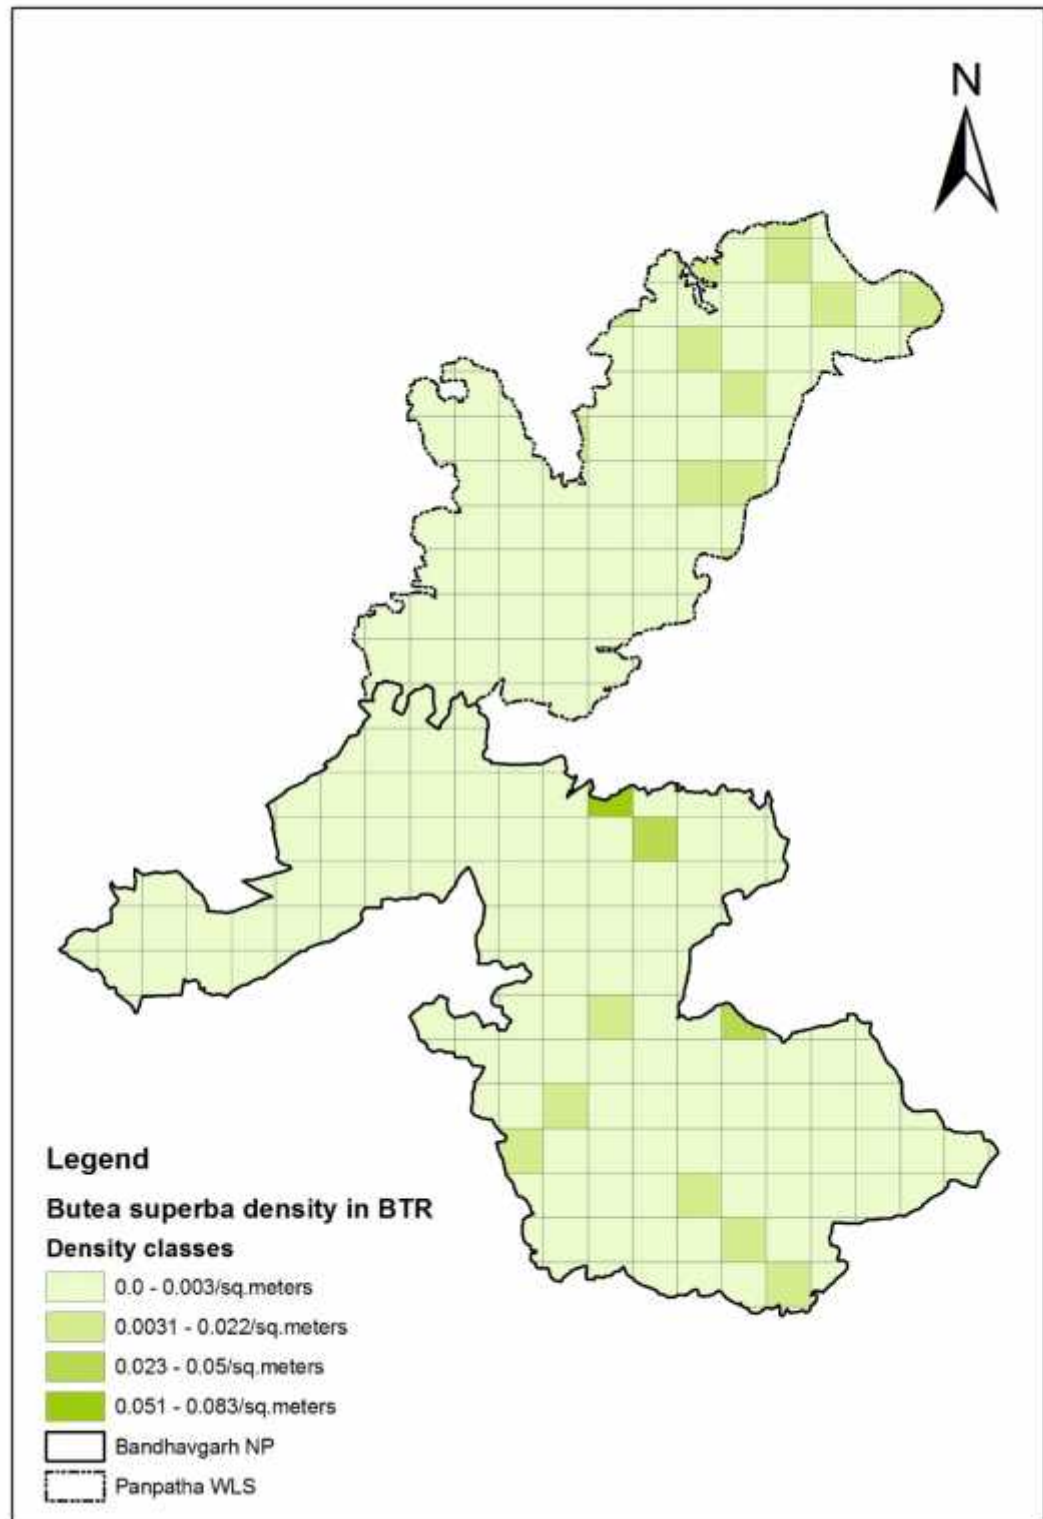 N
Legend
Butea superba density in BTR
Density classes
0.0 - 0.003/sq.meters
0.0031 - 0.022/sq.meters
0.023 - 0.05/sq.meters
0.051 - 0.083/sq.meters
Bandhavgarh NP
Panpatha WLS